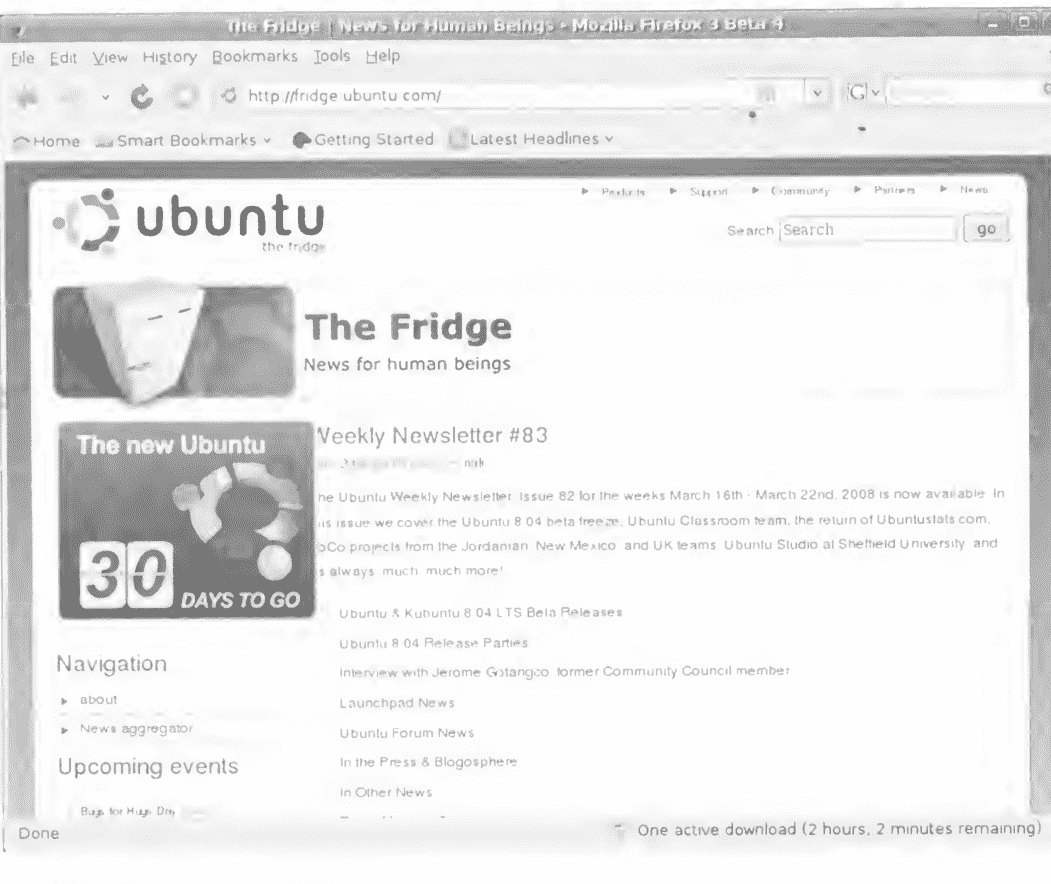 The Fridge | News for Human Beings - Mozilla Firefox 3 Beta 4
File Edit View History Bookmarks Tools Help
http://fridge ubuntu com/
G
Home Smart Bookmarks Getting Started Latest Headlines
Products Support Community Partners News
ubuntu
the fridge
Search Search go
The Fridge
News for human beings
The new Ubuntu
30
DAYS TO GO
Weekly Newsletter #83
he Ubuntu Weekly Newsletter Issue 82 for the weeks March 16th - March 22nd, 2008 is now available In
is issue we cover the Ubuntu 8 04 beta freeze, Ubuntu Classroom team, the return of Ubuntustats com,
oCo projects from the Jordanian New Mexico and UK teams Ubuntu Studio at Sheffield University and
s always much much more!
Ubuntu & Kubuntu 8 04 LTS Beta Releases
Ubuntu 8 04 Release Parties
Interview with Jerome Gotangco former Community Council member
Launchpad News
Ubuntu Forum News
In the Press & Blogosphere
In Other News
Navigation
about
News aggregator
Upcoming events
Bugs for Hugs Day
Done
One active download (2 hours, 2 minutes remaining)